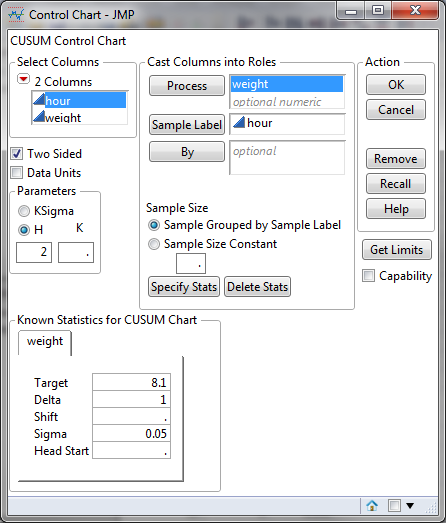 Control Chart - JMP
CUSUM Control Chart
Select Columns
2 Columns
hour
weight
Two Sided
Data Units
Parameters
KSigma
H K
2 .
Cast Columns into Roles
Process weight
optional numeric
Sample Label hour
By optional
Sample Size
Sample Grouped by Sample Label
Sample Size Constant
.
Specify Stats Delete Stats
Action
OK
Cancel
Remove
Recall
Help
Get Limits
Capability
Known Statistics for CUSUM Chart
weight
Target 8.1
Delta 1
Shift .
Sigma 0.05
Head Start .